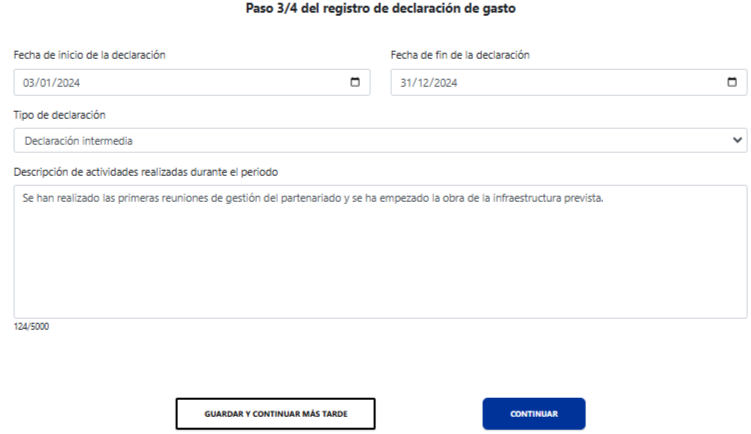 Paso 3/4 del registro de declaración de gasto
Fecha de inicio de la declaración
Fecha de fin de la declaración
03/01/2024
31/12/2024
Tipo de declaración
Declaración intermedia
Descripción de actividades realizadas durante el periodo
Se han realizado las primeras reuniones de gestión del partenariado y se ha empezado la obra de la infraestructura prevista.
124/5000
GUARDAR Y CONTINUAR MÁS TARDE
CONTINUAR